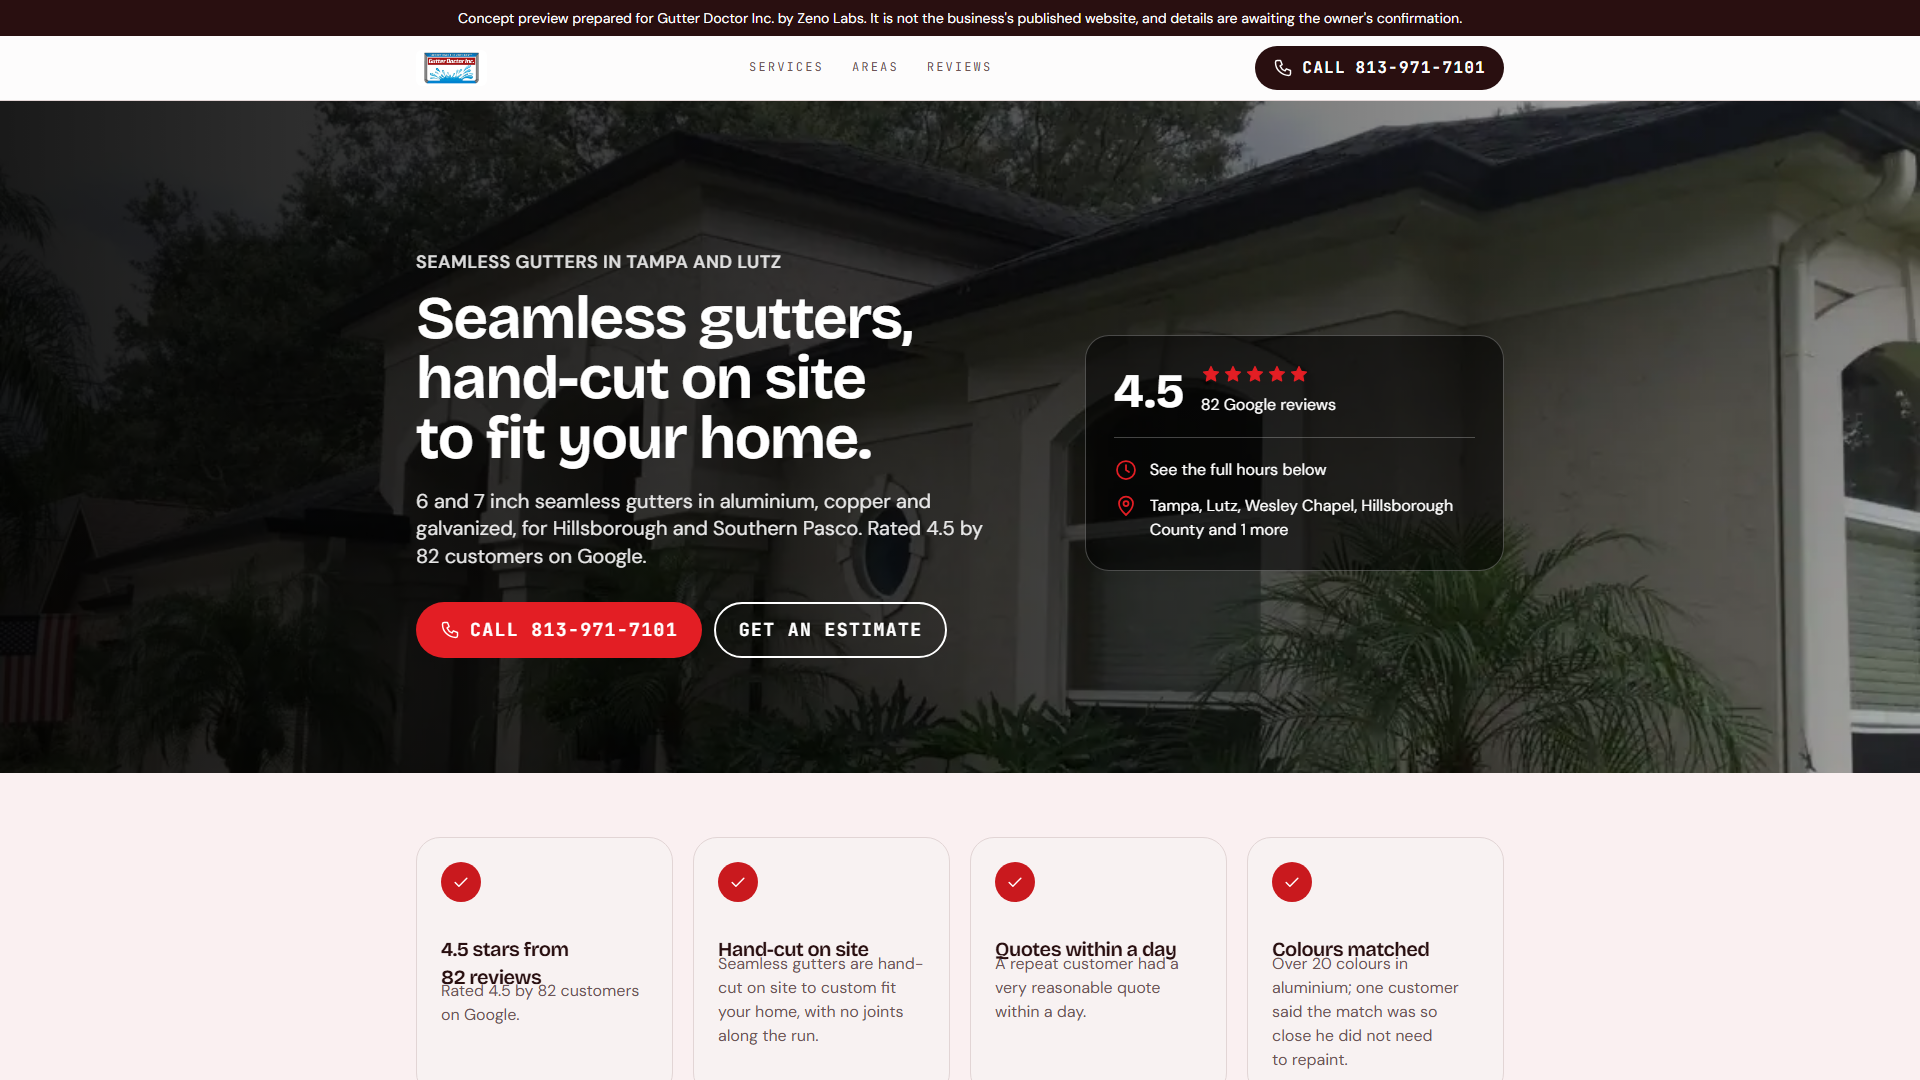 Concept preview prepared for Gutter Doctor Inc. by Zeno Labs. It is not the business's published website, and details are awaiting the owner's confirmation.
Gutter Doctor Inc.
SERVICES
AREAS
REVIEWS
CALL 813-971-7101
SEAMLESS GUTTERS IN TAMPA AND LUTZ
Seamless gutters,
hand-cut on site
to fit your home.
6 and 7 inch seamless gutters in aluminium, copper and
galvanized, for Hillsborough and Southern Pasco. Rated 4.5 by
82 customers on Google.
CALL 813-971-7101
GET AN ESTIMATE
4.5
82 Google reviews
See the full hours below
Tampa, Lutz, Wesley Chapel, Hillsborough
County and 1 more
4.5 stars from
82 reviews
Rated 4.5 by 82 customers
on Google.
Hand-cut on site
Seamless gutters are hand-
cut on site to custom fit
your home, with no joints
along the run.
Quotes within a day
A repeat customer had a
very reasonable quote
within a day.
Colours matched
Over 20 colours in
aluminium; one customer
said the match was so
close he did not need
to repaint.